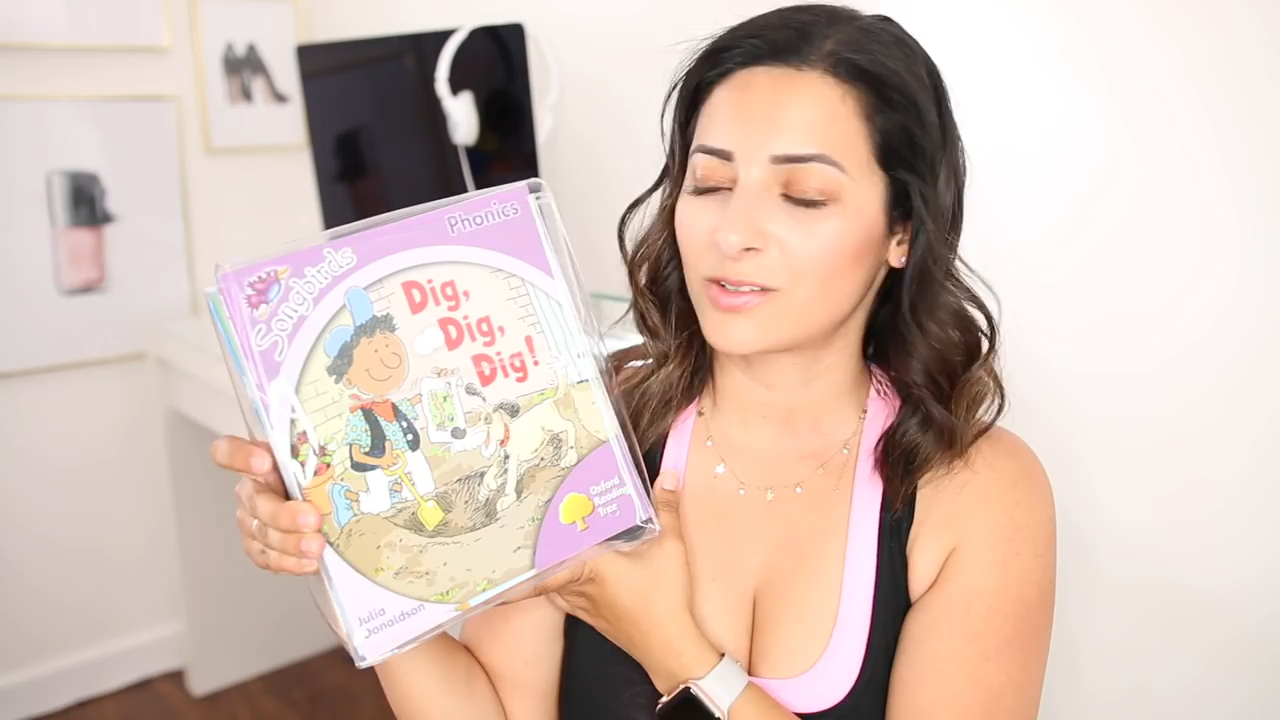 Songbirds
Phonics
Dig,
Dig,
Dig!
Oxford
Reading
Tree
Julia
Donaldson